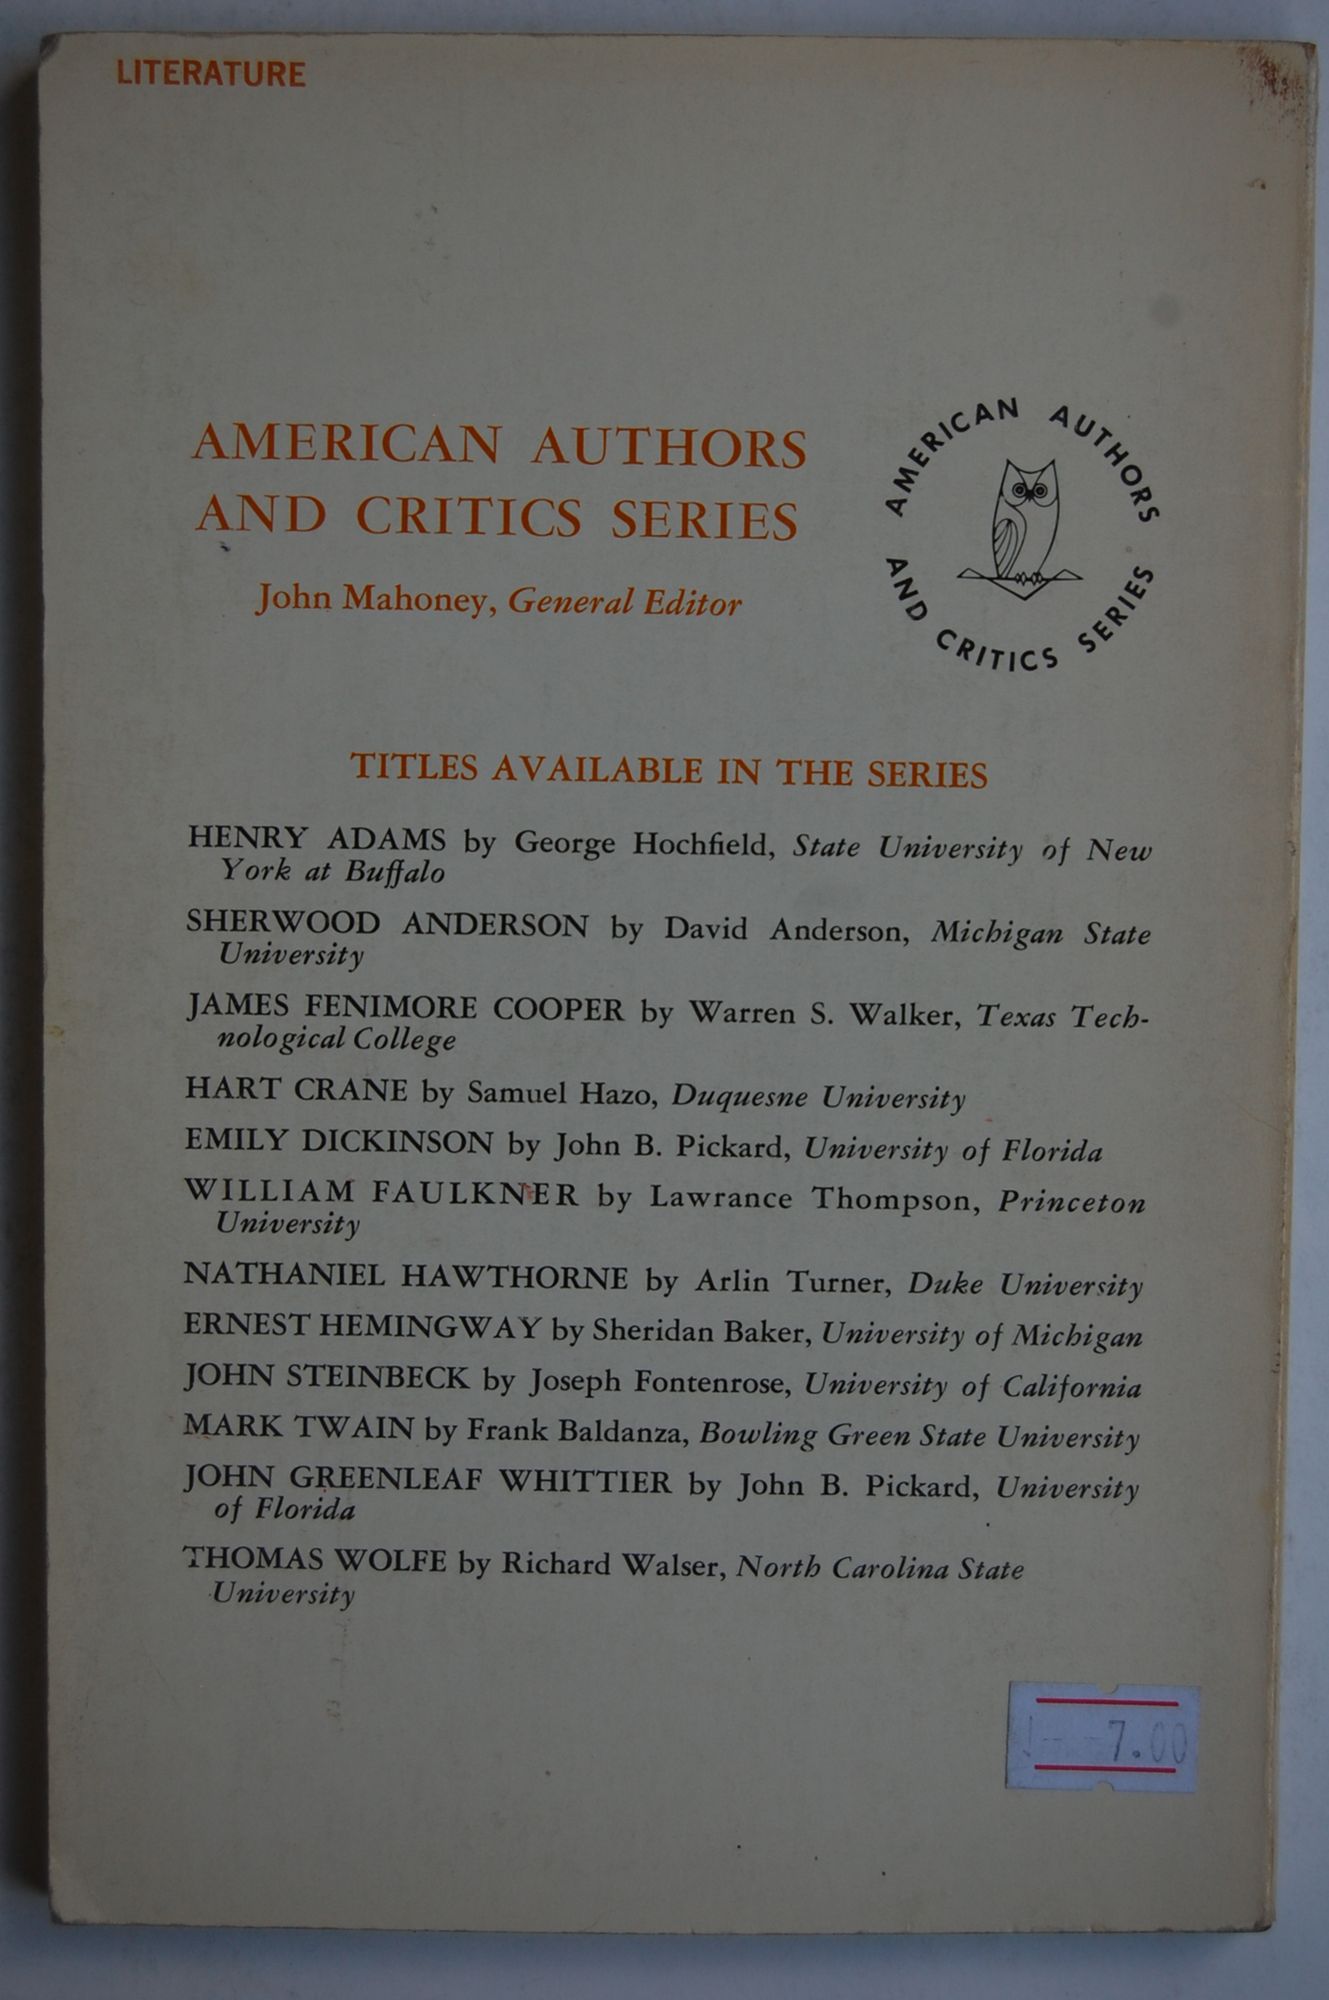 LITERATURE
AMERICAN AUTHORS
AND CRITICS SERIES
John Mahoney, General Editor
AMERICAN AUTHORS
AND CRITICS SERIES
TITLES AVAILABLE IN THE SERIES
HENRY ADAMS by George Hochfield, State University of New
York at Buffalo
SHERWOOD ANDERSON by David Anderson, Michigan State
University
JAMES FENIMORE COOPER by Warren S. Walker, Texas Tech-
nological College
HART CRANE by Samuel Hazo, Duquesne University
EMILY DICKINSON by John B. Pickard, University of Florida
WILLIAM FAULKNER by Lawrance Thompson, Princeton
University
NATHANIEL HAWTHORNE by Arlin Turner, Duke University
ERNEST HEMINGWAY by Sheridan Baker, University of Michigan
JOHN STEINBECK by Joseph Fontenrose, University of California
MARK TWAIN by Frank Baldanza, Bowling Green State University
JOHN GREENLEAF WHITTIER by John B. Pickard, University
of Florida
THOMAS WOLFE by Richard Walser, North Carolina State
University
7.00